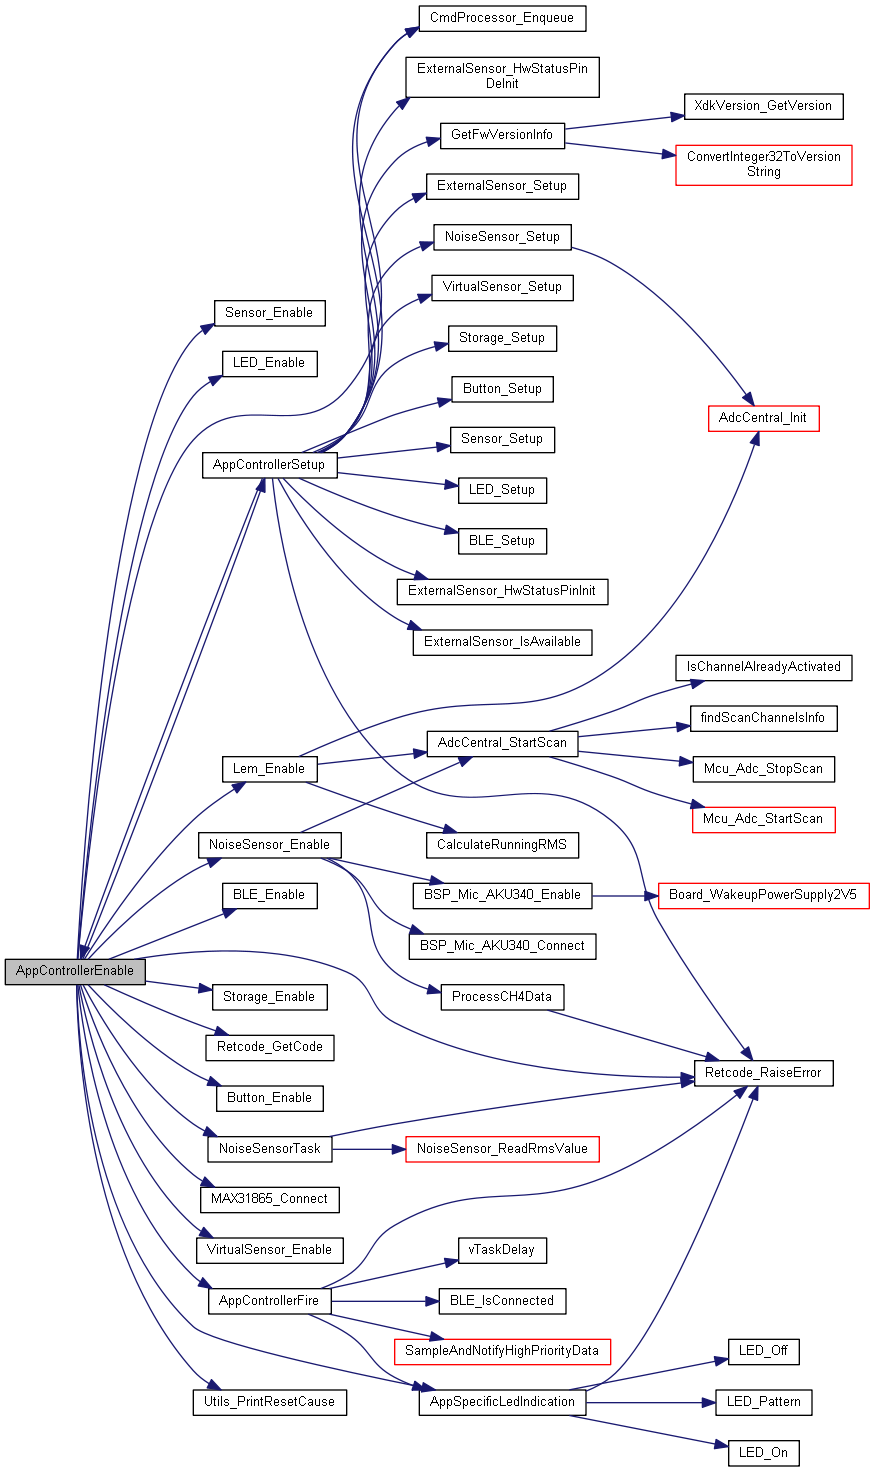 CmdProcessor_Enqueue
ExternalSensor_HwStatusPin
DeInit
XdkVersion_GetVersion
GetFwVersionInfo
ConvertInteger32ToVersion
String
ExternalSensor_Setup
NoiseSensor_Setup
VirtualSensor_Setup
Sensor_Enable
Storage_Setup
LED_Enable
Button_Setup
AdcCentral_Init
Sensor_Setup
AppControllerSetup
LED_Setup
BLE_Setup
ExternalSensor_HwStatusPinInit
ExternalSensor_IsAvailable
IsChannelAlreadyActivated
findScanChannelsInfo
AdcCentral_StartScan
Lem_Enable
Mcu_Adc_StopScan
Mcu_Adc_StartScan
NoiseSensor_Enable
CalculateRunningRMS
BLE_Enable
BSP_Mic_AKU340_Enable
Board_WakeupPowerSupply2V5
BSP_Mic_AKU340_Connect
AppControllerEnable
Storage_Enable
ProcessCH4Data
Retcode_GetCode
Retcode_RaiseError
Button_Enable
NoiseSensorTask
NoiseSensor_ReadRmsValue
MAX31865_Connect
VirtualSensor_Enable
vTaskDelay
AppControllerFire
BLE_IsConnected
SampleAndNotifyHighPriorityData
LED_Off
Utils_PrintResetCause
AppSpecificLedIndication
LED_Pattern
LED_On